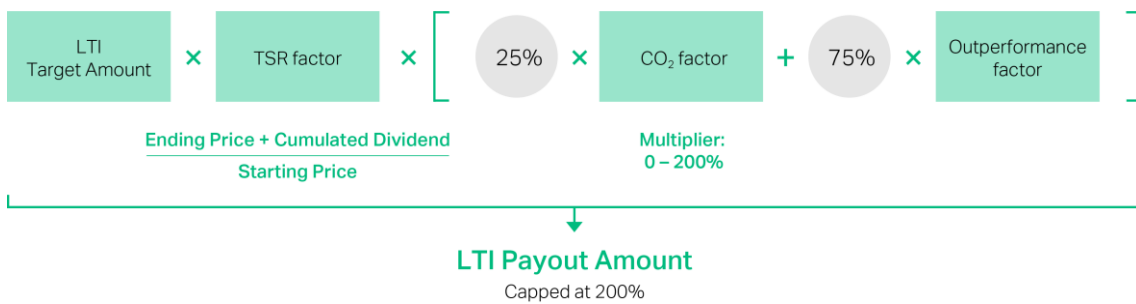 LTI
Target Amount
×
TSR factor
×
25%
×
CO₂ factor
+
75%
×
Outperformance
factor
Ending Price + Cumulated Dividend
Starting Price
Multiplier:
0 – 200%
LTI Payout Amount
Capped at 200%